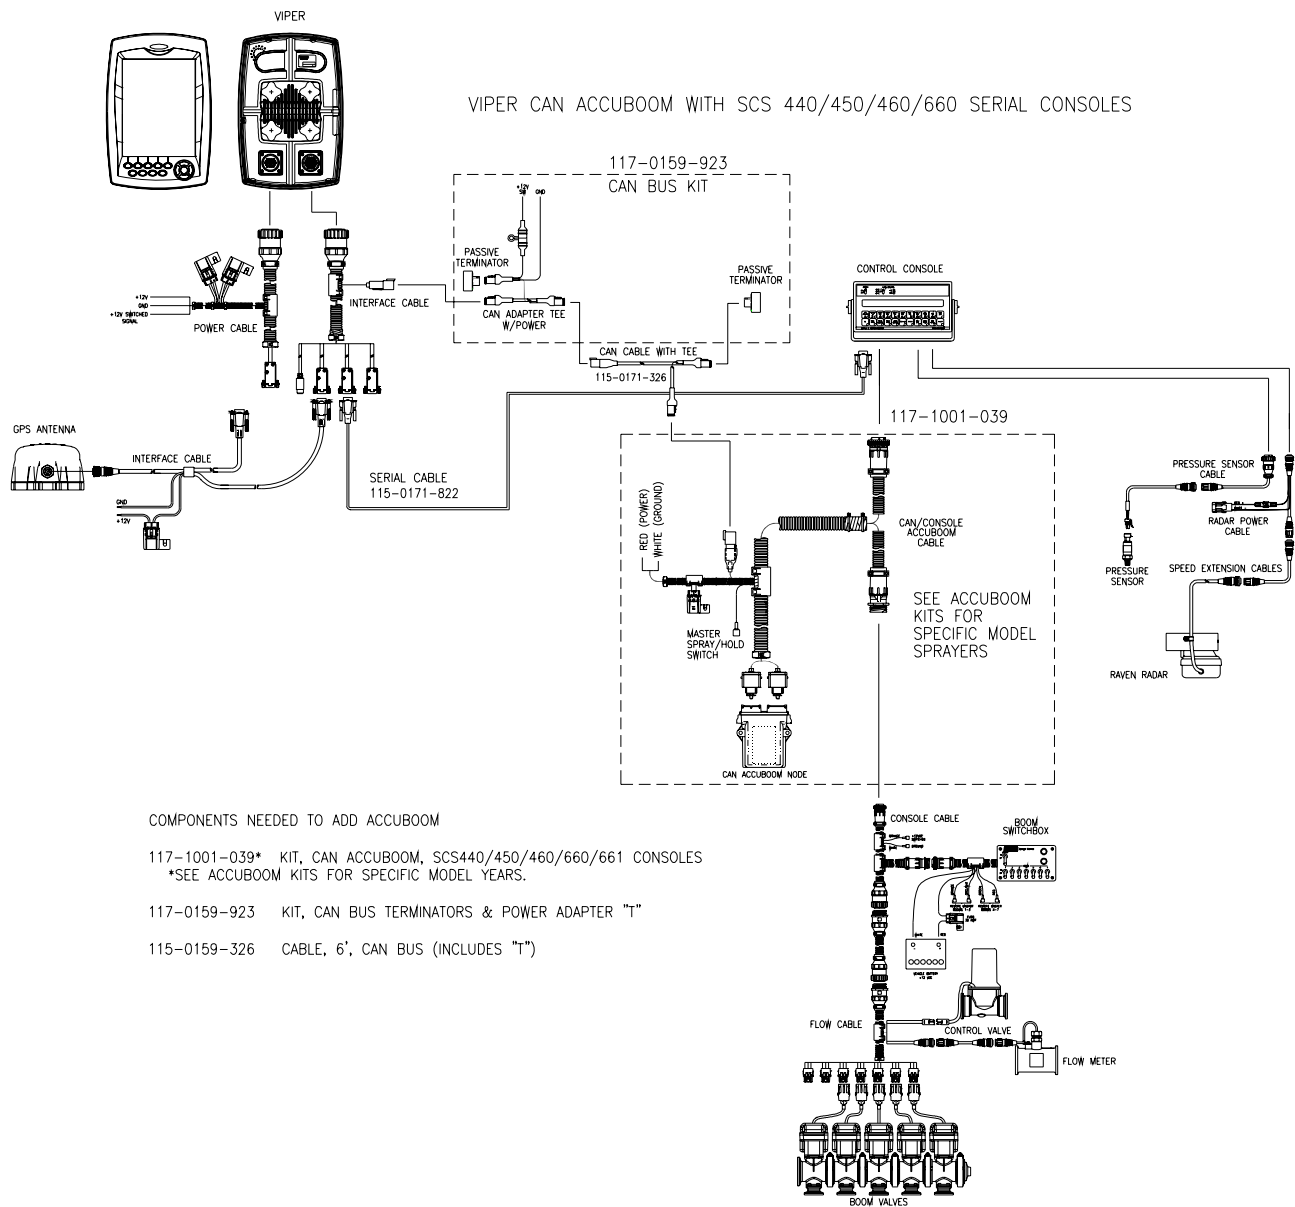 VIPER
VIPER CAN ACCUBOOM WITH SCS 440/450/460/660 SERIAL CONSOLES
117-0159-923
CAN BUS KIT
+12V
SW
GND
PASSIVE
TERMINATOR
PASSIVE
TERMINATOR
CONTROL CONSOLE
INTERFACE CABLE
CAN ADAPTER TEE
W/POWER
+12V
GND
+12V SWITCHED
SIGNAL
POWER CABLE
CAN CABLE WITH TEE
115-0171-326
117-1001-039
GPS ANTENNA
INTERFACE CABLE
GND
+12V
SERIAL CABLE
115-0171-822
PRESSURE SENSOR
CABLE
RADAR POWER
CABLE
PRESSURE
SENSOR
SPEED EXTENSION CABLES
RAVEN RADAR
RED (POWER)
WHITE (GROUND)
CAN/CONSOLE
ACCUBOOM
CABLE
SEE ACCUBOOM
KITS FOR
SPECIFIC MODEL
SPRAYERS
MASTER
SPRAY/HOLD
SWITCH
CAN ACCUBOOM NODE
COMPONENTS NEEDED TO ADD ACCUBOOM
117-1001-039* KIT, CAN ACCUBOOM, SCS440/450/460/660/661 CONSOLES
*SEE ACCUBOOM KITS FOR SPECIFIC MODEL YEARS.
117-0159-923 KIT, CAN BUS TERMINATORS & POWER ADAPTER "T"
115-0159-326 CABLE, 6', CAN BUS (INCLUDES "T")
CONSOLE CABLE
BOOM
SWITCHBOX
FLOW CABLE
CONTROL VALVE
FLOW METER
BOOM VALVES